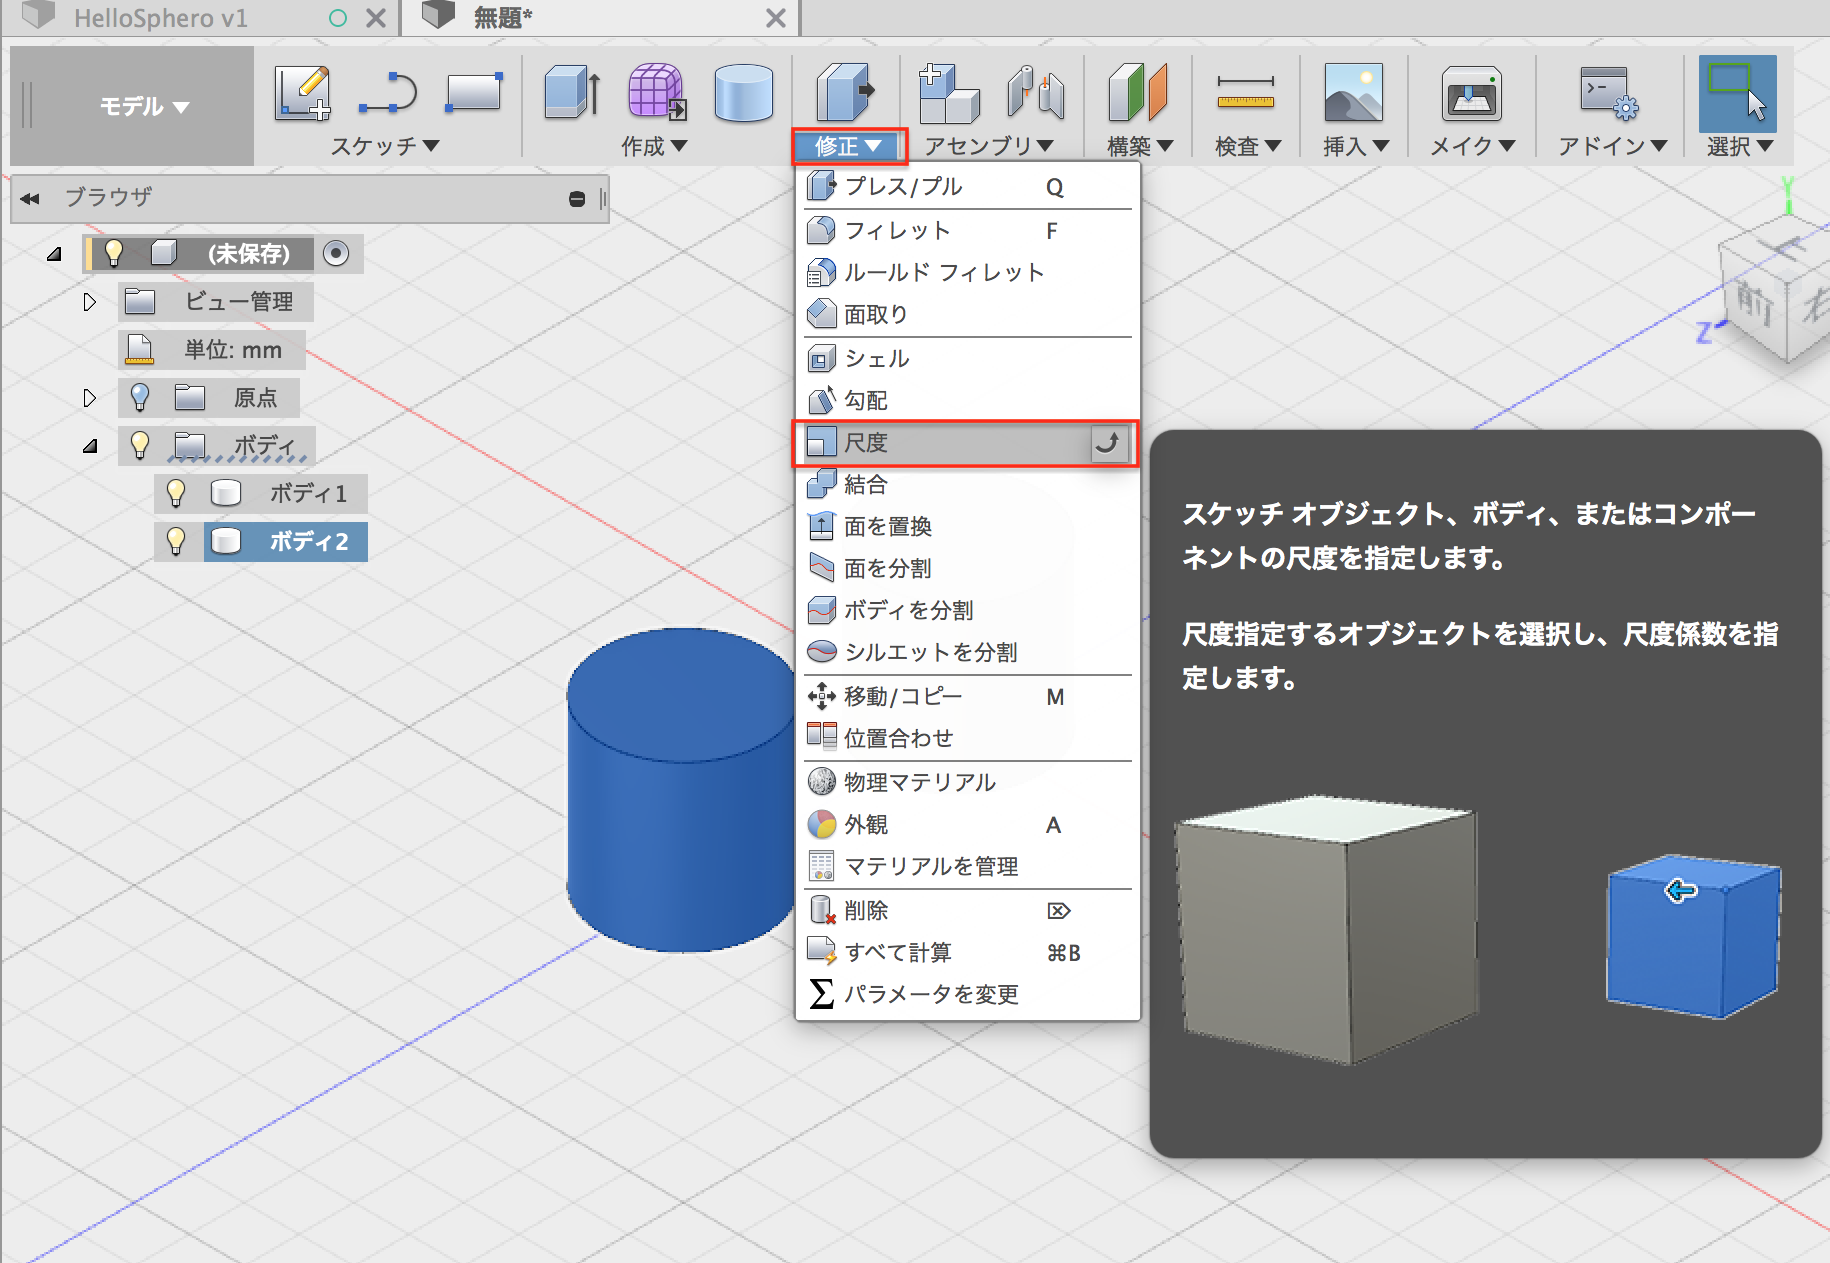 HelloSphero v1
無題*
モデル ▼
スケッチ▼
作成▼
修正▼
アセンブリ▼
構築▼
検査▼
挿入▼
メイク▼
アドイン▼
選択▼
ブラウザ
(未保存)
ビュー管理
単位: mm
原点
ボディ
ボディ1
ボディ2
プレス/プル Q
フィレット F
ルールド フィレット
面取り
シェル
勾配
尺度
結合
面を置換
面を分割
ボディを分割
シルエットを分割
移動/コピー M
位置合わせ
物理マテリアル
外観 A
マテリアルを管理
削除 ⌦
すべて計算 ⌘B
パラメータを変更
スケッチ オブジェクト、ボディ、またはコンポー
ネントの尺度を指定します。
尺度指定するオブジェクトを選択し、尺度係数を指
定します。
Y
Z
前
右